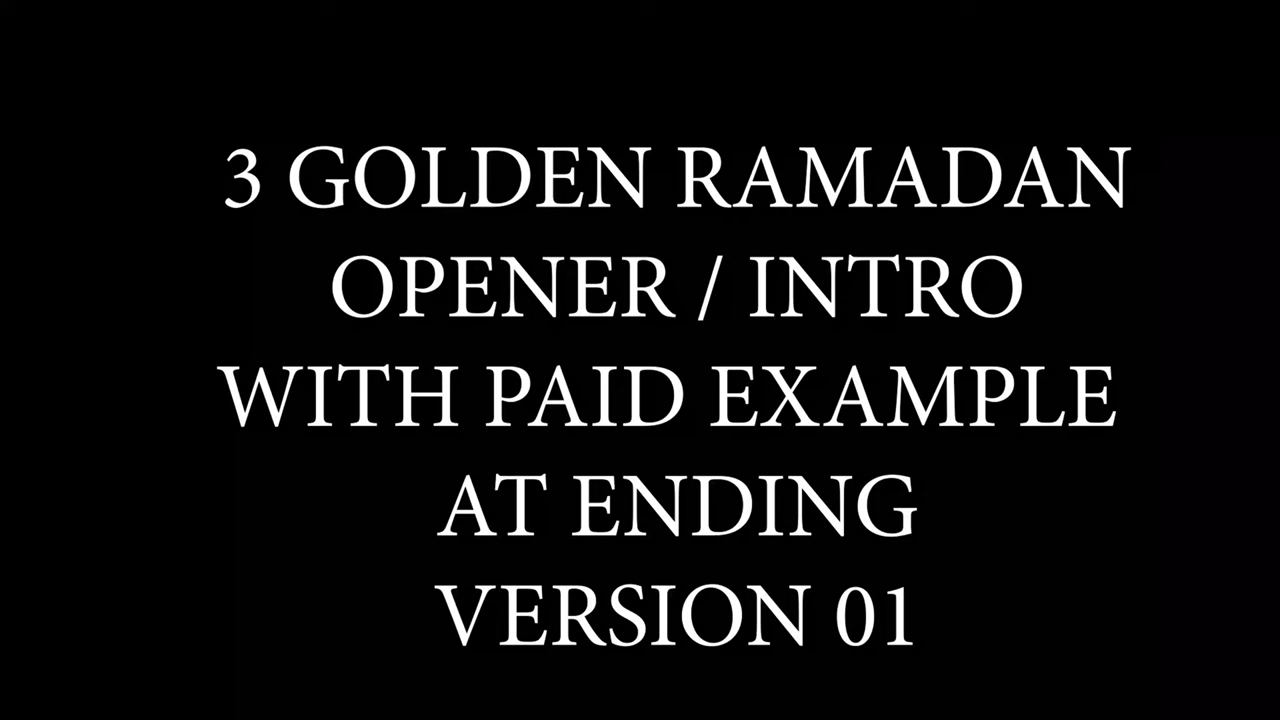 3 GOLDEN RAMADAN
OPENER / INTRO
WITH PAID EXAMPLE
AT ENDING
VERSION 01